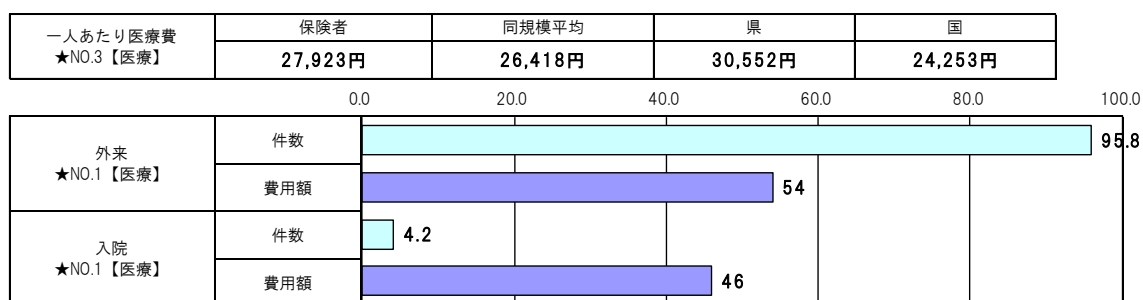 一人あたり医療費
★NO.3【医療】
保険者 同規模平均 県 国
27,923円 26,418円 30,552円 24,253円
0.0 20.0 40.0 60.0 80.0 100.0
外来
★NO.1【医療】
件数 95.8
費用額 54
入院
★NO.1【医療】
件数 4.2
費用額 46